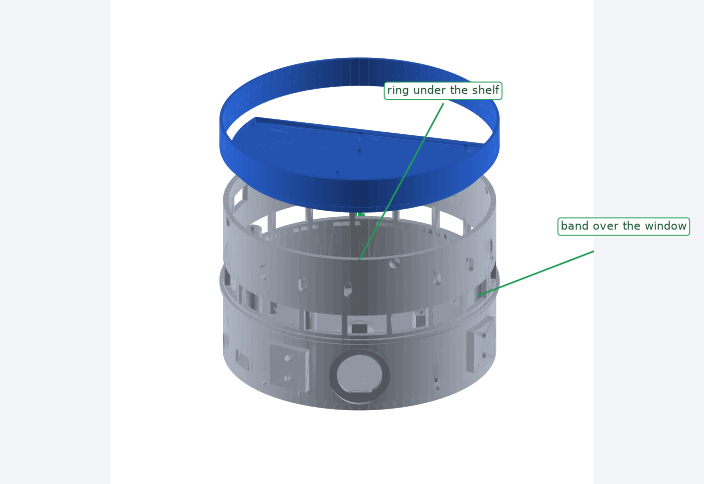 ring under the shelf
band over the window